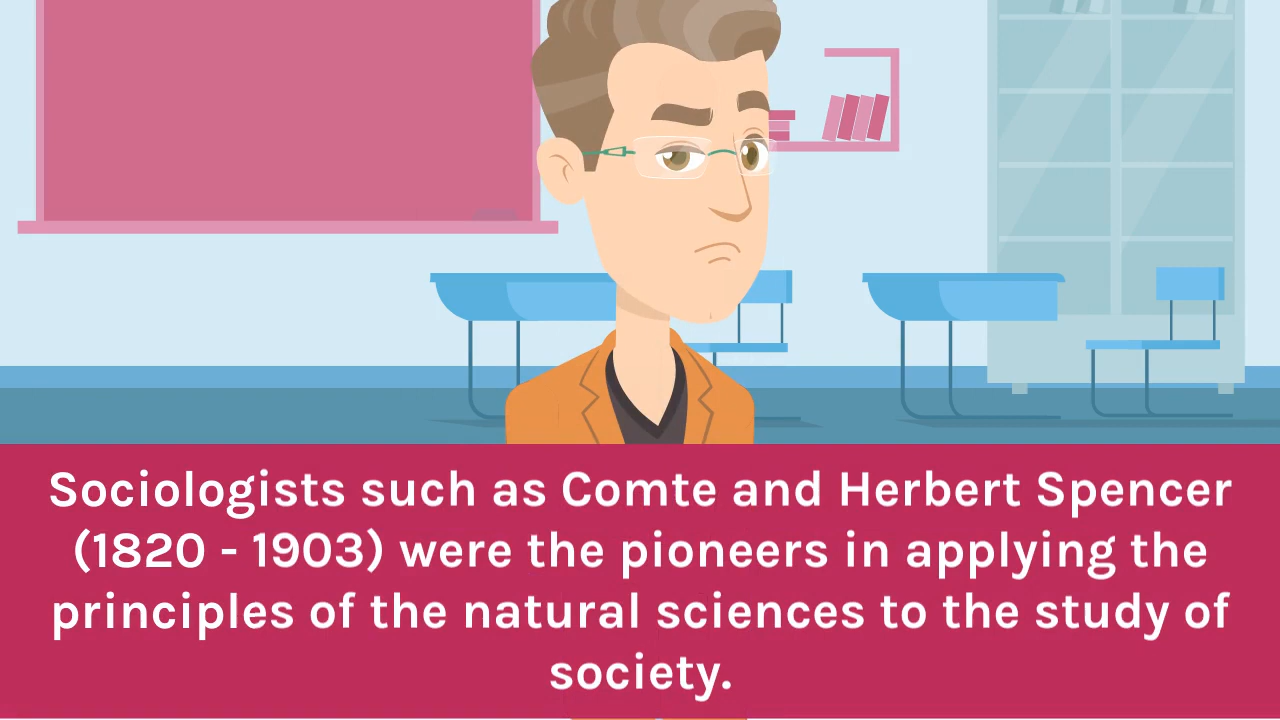 Sociologists such as Comte and Herbert Spencer
(1820 - 1903) were the pioneers in applying the
principles of the natural sciences to the study of
society.